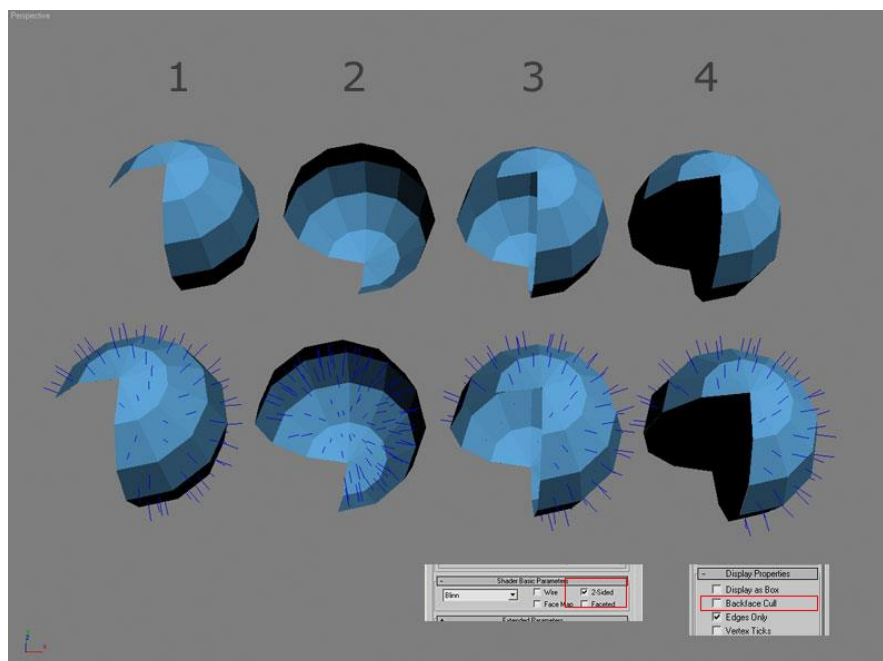 Perspective
1 2 3 4
Shader Basic Parameters
Blinn
Wire
2-Sided
Face Map
Faceted
Extended Parameters
Display Properties
Display as Box
Backface Cull
Edges Only
Vertex Ticks